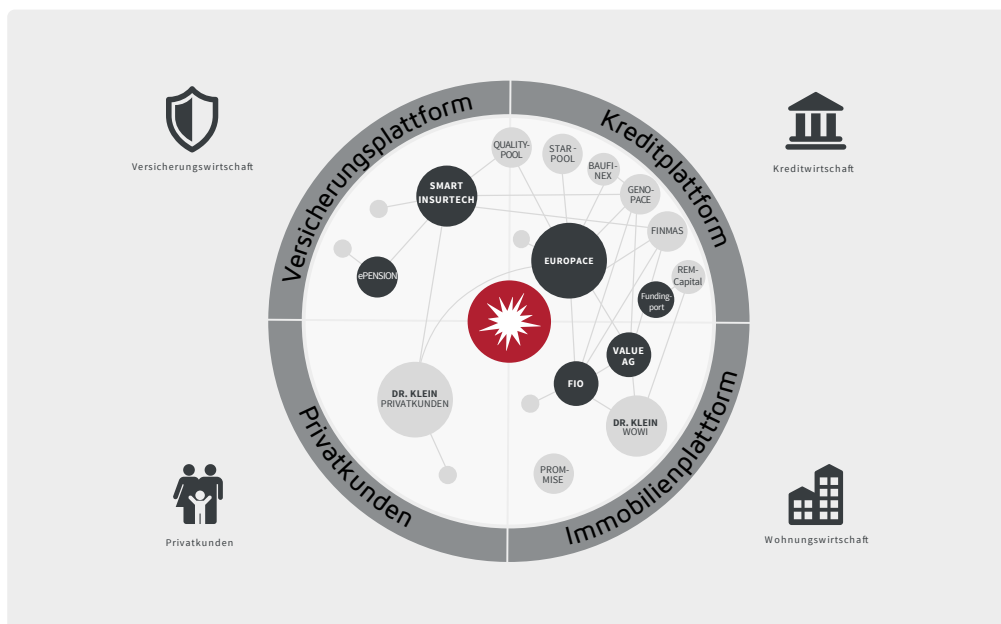 Versicherungsplattform
Kreditplattform
Versicherungswirtschaft
Kreditwirtschaft
QUALITY-
POOL
STAR-
POOL
BAUFI-
NEX
GENO-
PACE
SMART
INSURTECH
FINMAS
EUROPACE
ePENSION
REM-
Capital
Funding-
port
VALUE
AG
FIO
DR. KLEIN
PRIVATKUNDEN
DR. KLEIN
WOWI
PROM-
MISE
Privatkunden
Immobilienplattform
Privatkunden
Wohnungswirtschaft